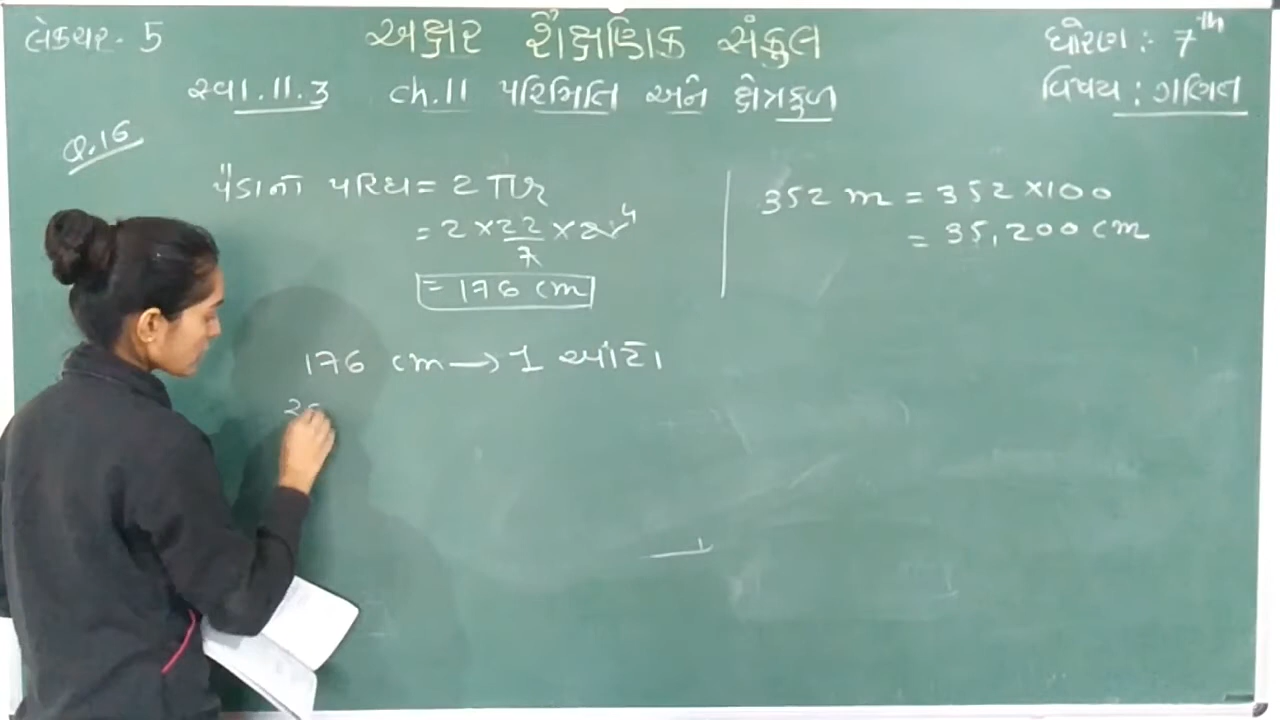 લેકચર - 5
અક્ષર શૈક્ષણિક સંકુલ
ધોરણ :- 7th
સ્વા.11.3 ch.11 પરિમિતિ અને ક્ષેત્રફળ
વિષય : ગણિત
Q.16
પૈંડાનો પરિઘ = 2πr
= 2 × 22/7 ×
= 176 cm
352 m = 352 × 100
= 35,200 cm
176 cm → 1 આંટો